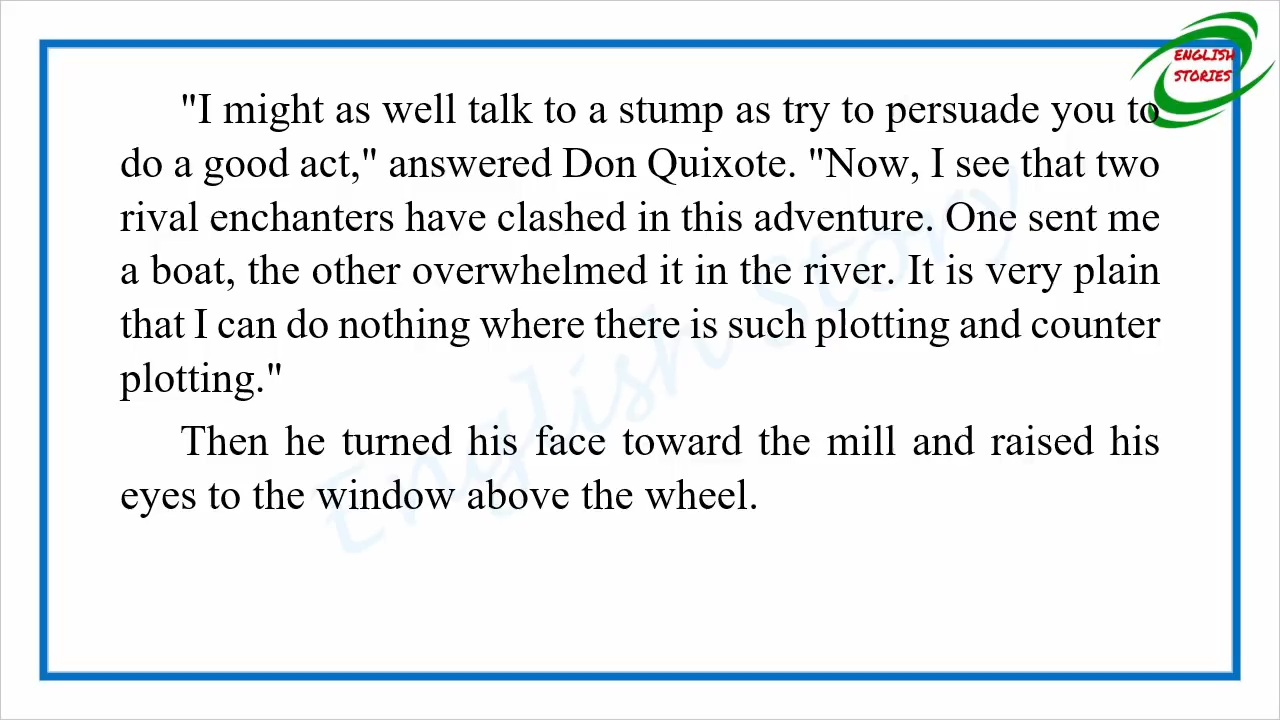 ENGLISH
STORIES
"I might as well talk to a stump as try to persuade you to
do a good act," answered Don Quixote. "Now, I see that two
rival enchanters have clashed in this adventure. One sent me
a boat, the other overwhelmed it in the river. It is very plain
that I can do nothing where there is such plotting and counter
plotting."
Then he turned his face toward the mill and raised his
eyes to the window above the wheel.
English Story